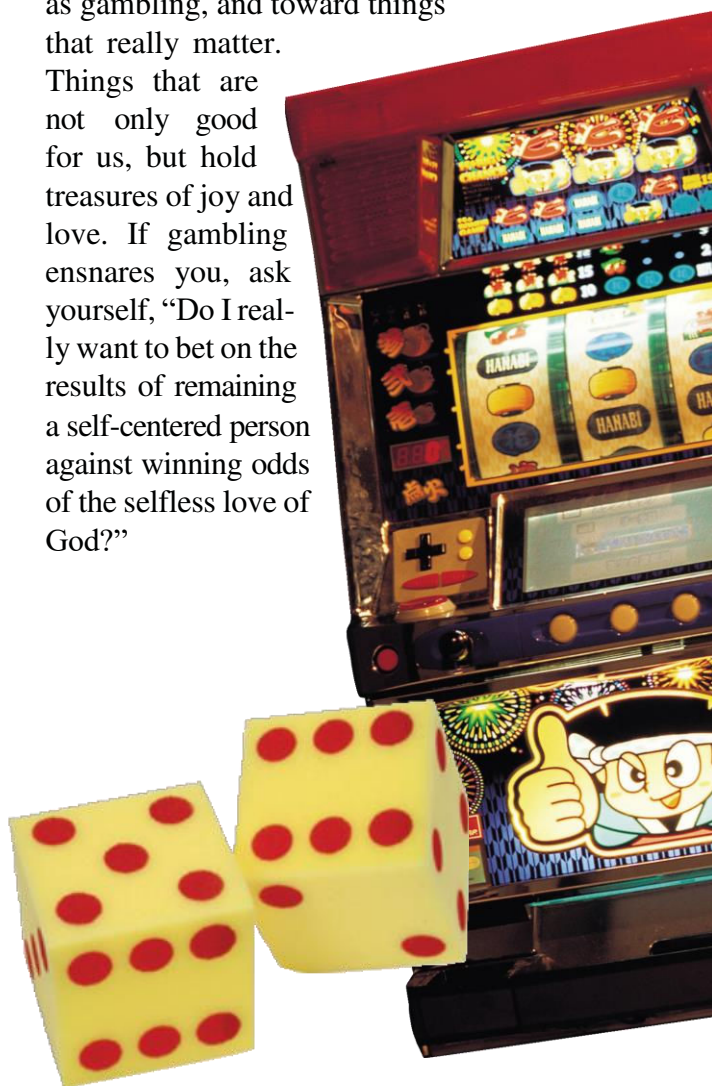 as gambling, and toward things
that really matter.
Things that are
not only good
for us, but hold
treasures of joy and
love. If gambling
ensnares you, ask
yourself, “Do I real-
ly want to bet on the
results of remaining
a self-centered person
against winning odds
of the selfless love of
God?”
HANABI
HANABI